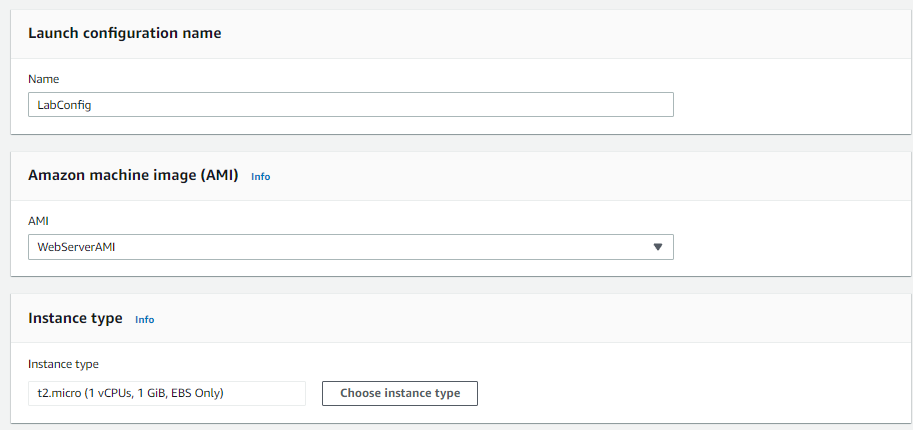 Launch configuration name
Name
LabConfig
Amazon machine image (AMI) Info
AMI
WebServerAMI
Instance type Info
Instance type
t2.micro (1 vCPUs, 1 GiB, EBS Only) Choose instance type